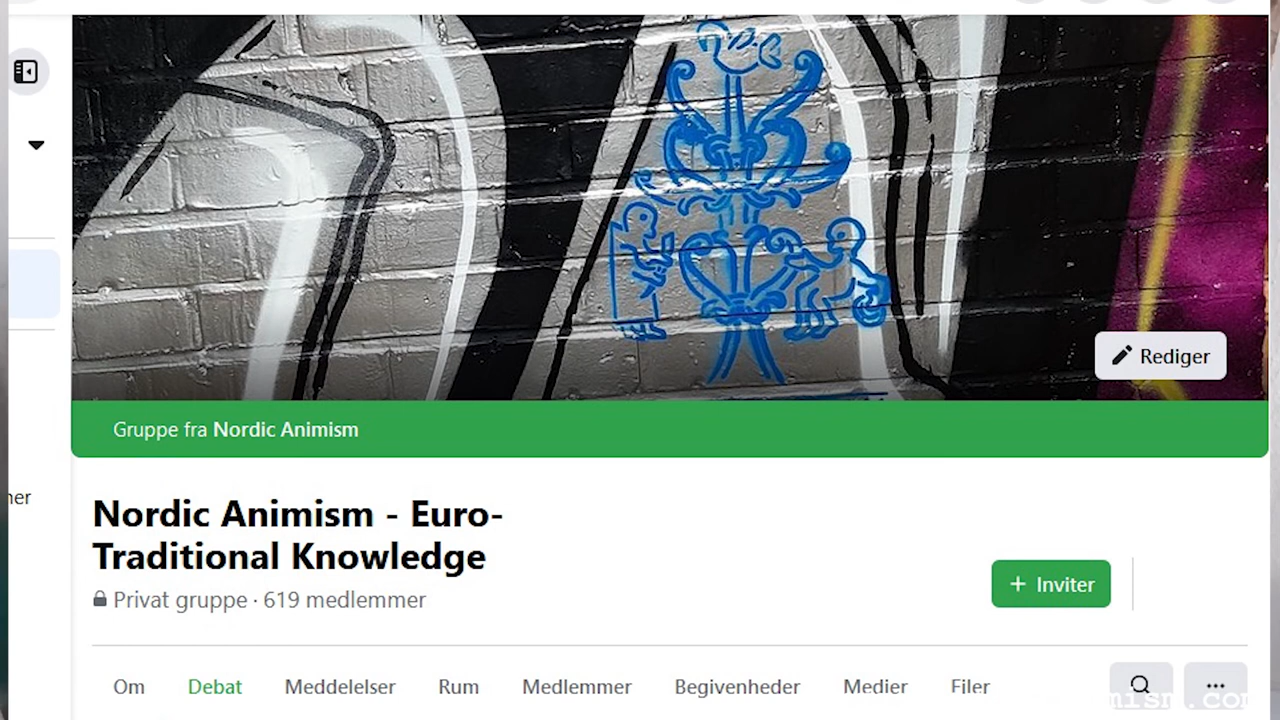 Rediger
Gruppe fra Nordic Animism
Nordic Animism - Euro-
Traditional Knowledge
Privat gruppe · 619 medlemmer
+ Inviter
Om Debat Meddelelser Rum Medlemmer Begivenheder Medier Filer